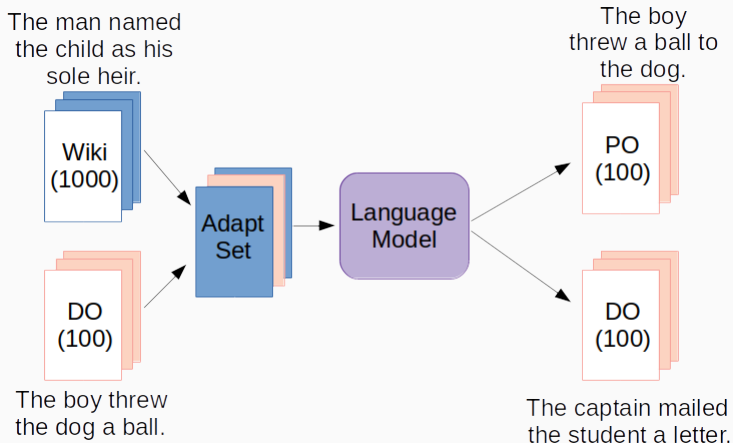 The man named
the child as his
sole heir.
Wiki
(1000)
DO
(100)
The boy threw
the dog a ball.
Adapt
Set
Language
Model
The boy
threw a ball to
the dog.
PO
(100)
DO
(100)
The captain mailed
the student a letter.